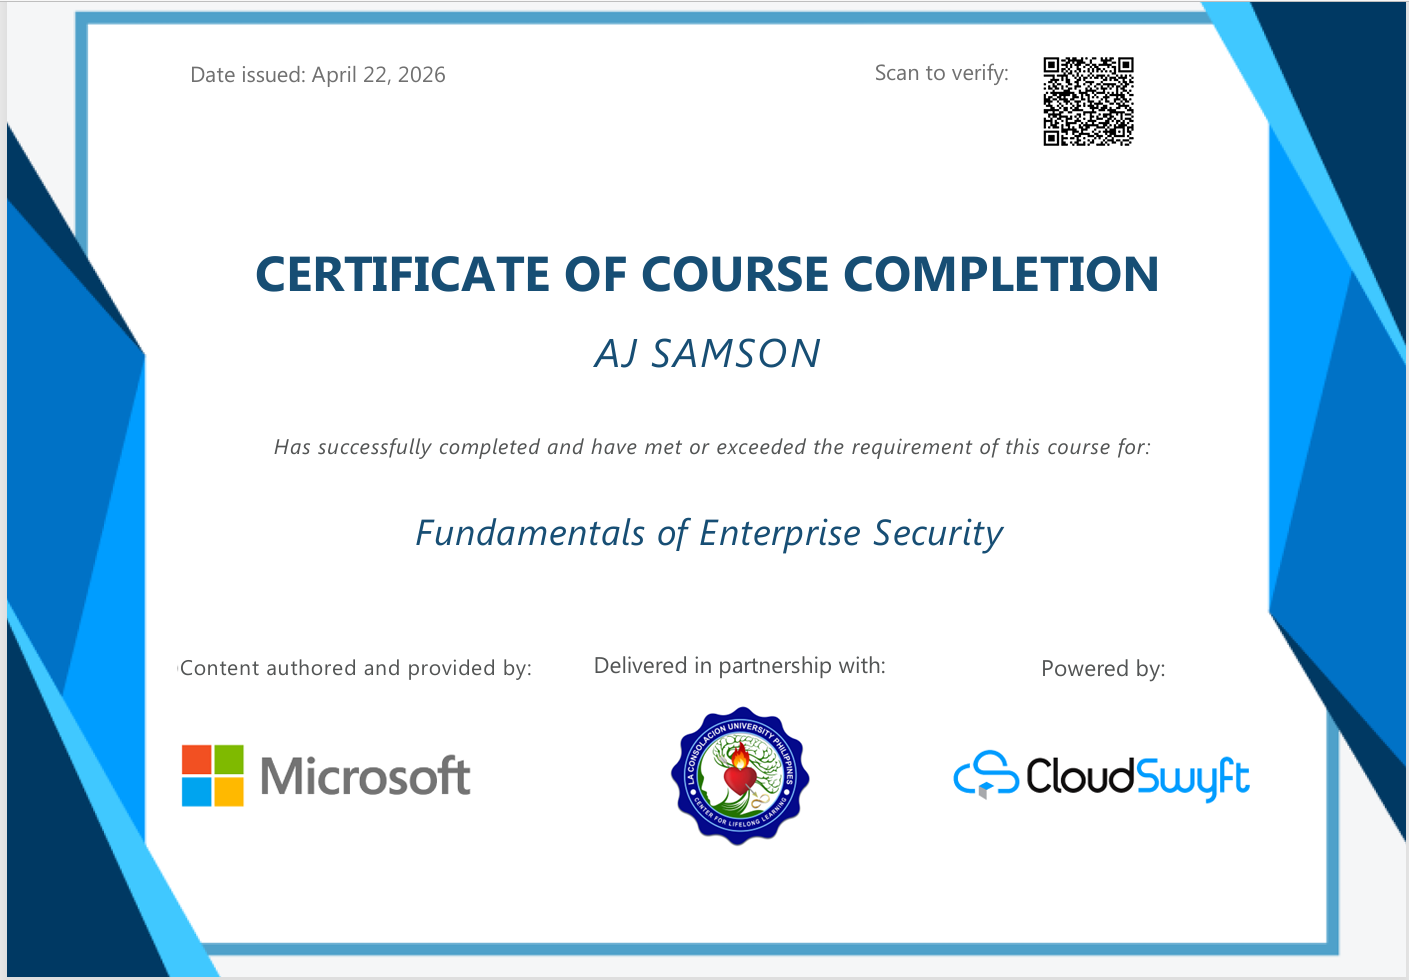 Date issued: April 22, 2026
Scan to verify:
CERTIFICATE OF COURSE COMPLETION
AJ SAMSON
Has successfully completed and have met or exceeded the requirement of this course for:
Fundamentals of Enterprise Security
Content authored and provided by:
Delivered in partnership with:
Powered by:
Microsoft
LA CONSOLACION UNIVERSITY PHILIPPINES
CENTER FOR LIFELONG LEARNING
CloudSwyft